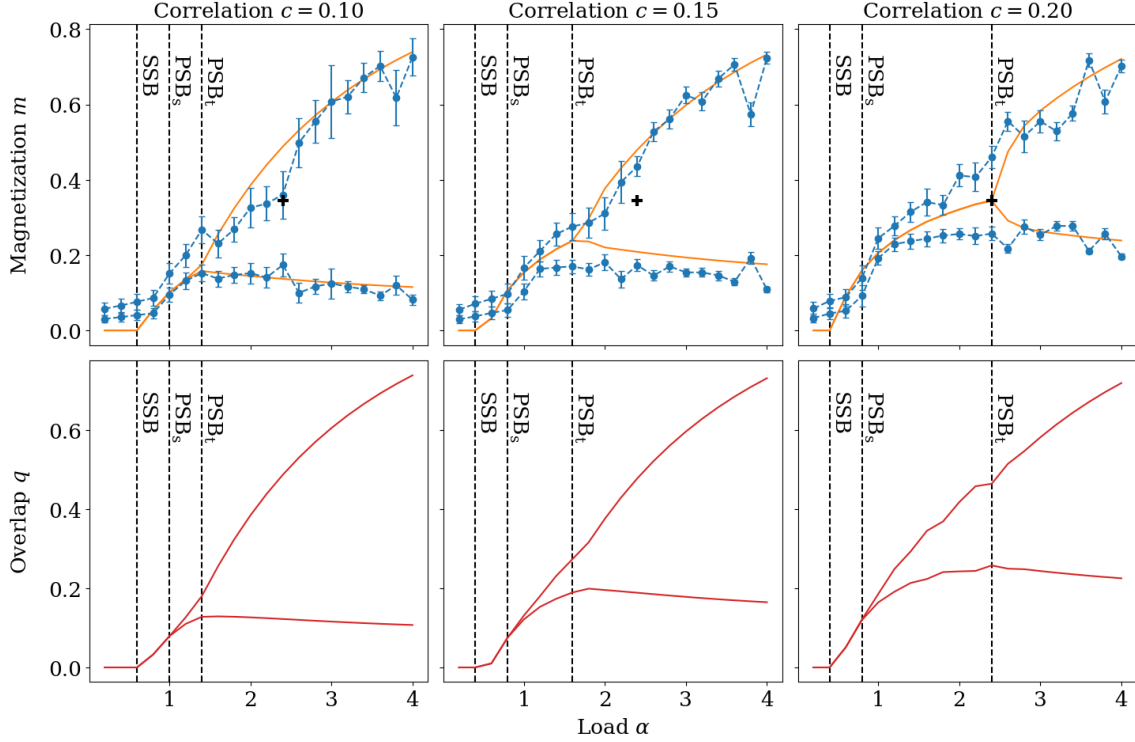 Correlation c = 0.10
Correlation c = 0.15
Correlation c = 0.20
Magnetization m
0.8
0.6
0.4
0.2
0.0
SSB
PSBₛ
PSBₜ
SSB
PSBₛ
PSBₜ
SSB
PSBₛ
PSBₜ
Overlap q
0.6
0.4
0.2
0.0
SSB
PSBₛ
PSBₜ
SSB
PSBₛ
PSBₜ
SSB
PSBₛ
PSBₜ
1 2 3 4
1 2 3 4
1 2 3 4
Load α